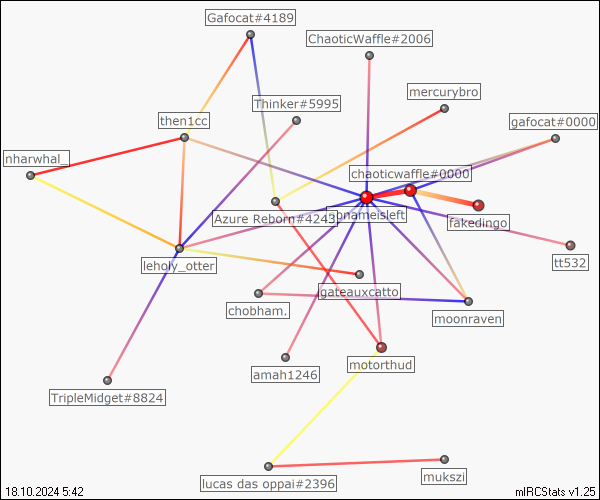 Gafocat#4189
ChaoticWaffle#2006
mercurybro
Thinker#5995
then1cc
gafocat#0000
nharwhal_
chaoticwaffle#0000
Azure Reborn#4243
fakedingo
tt532
leholy_otter
gateauxcatto
chobham.
moonraven
motorthud
amah1246
TripleMidget#8824
lucas das oppai#2396
mukszi
18.10.2024 5:42
mIRCStats v1.25